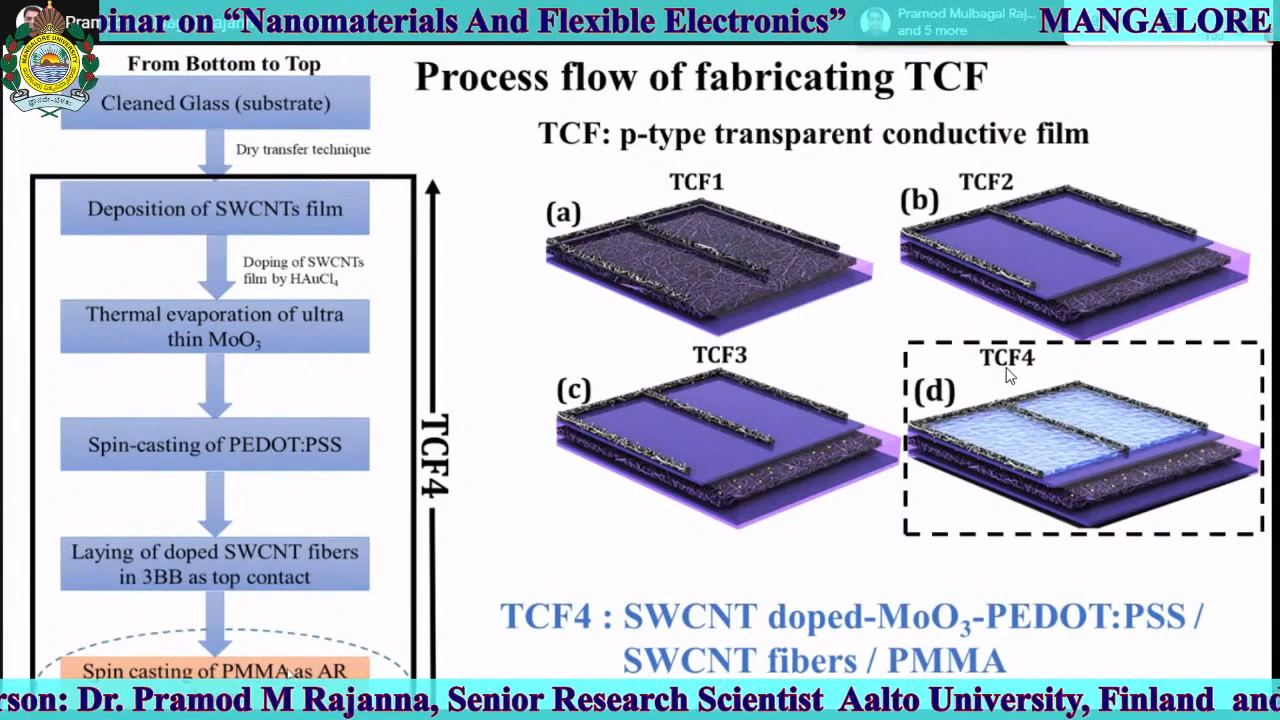 inar on “Nanomaterials And Flexible Electronics”
MANGALORE
Pramod Mulbagal Raj...
and 5 more
MANGALORE UNIVERSITY
From Bottom to Top
Cleaned Glass (substrate)
Dry transfer technique
Deposition of SWCNTs film
Doping of SWCNTs
film by HAuCl₄
Thermal evaporation of ultra
thin MoO₃
Spin-casting of PEDOT:PSS
Laying of doped SWCNT fibers
in 3BB as top contact
Spin casting of PMMA as AR
TCF4
Process flow of fabricating TCF
TCF: p-type transparent conductive film
TCF1
(a)
TCF2
(b)
TCF3
(c)
TCF4
(d)
TCF4 : SWCNT doped-MoO₃-PEDOT:PSS /
SWCNT fibers / PMMA
rson: Dr. Pramod M Rajanna, Senior Research Scientist Aalto University, Finland and